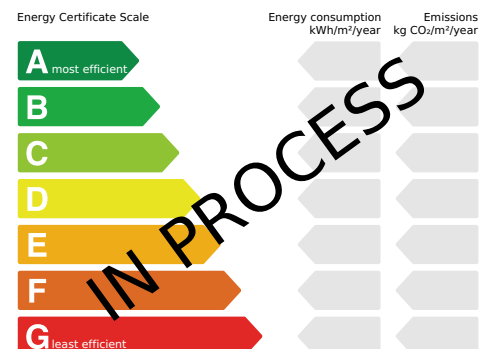 Energy Certificate Scale
Energy consumption
kWh/m²/year
Emissions
kg CO₂/m²/year
A most efficient
B
C
D
E
F
G least efficient
IN PROCESS